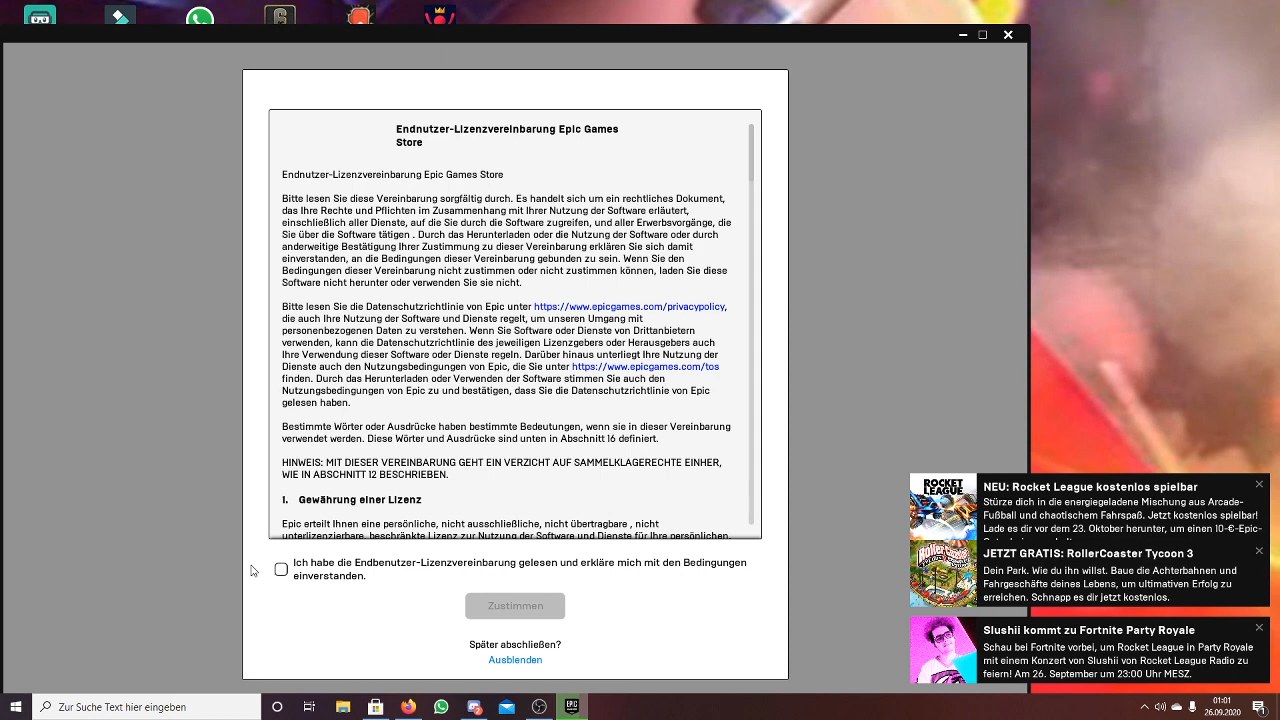 Endnutzer-Lizenzvereinbarung Epic Games
Store
Endnutzer-Lizenzvereinbarung Epic Games Store
Bitte lesen Sie diese Vereinbarung sorgfältig durch. Es handelt sich um ein rechtliches Dokument,
das Ihre Rechte und Pflichten im Zusammenhang mit Ihrer Nutzung der Software erläutert,
einschließlich aller Dienste, auf die Sie durch die Software zugreifen, und aller Erwerbsvorgänge, die
Sie über die Software tätigen . Durch das Herunterladen oder die Nutzung der Software oder durch
anderweitige Bestätigung Ihrer Zustimmung zu dieser Vereinbarung erklären Sie sich damit
einverstanden, an die Bedingungen dieser Vereinbarung gebunden zu sein. Wenn Sie den
Bedingungen dieser Vereinbarung nicht zustimmen oder nicht zustimmen können, laden Sie diese
Software nicht herunter oder verwenden Sie sie nicht.
Bitte lesen Sie die Datenschutzrichtlinie von Epic unter https://www.epicgames.com/privacypolicy,
die auch Ihre Nutzung der Software und Dienste regelt, um unseren Umgang mit
personenbezogenen Daten zu verstehen. Wenn Sie Software oder Dienste von Drittanbietern
verwenden, kann die Datenschutzrichtlinie des jeweiligen Lizenzgebers oder Herausgebers auch
Ihre Verwendung dieser Software oder Dienste regeln. Darüber hinaus unterliegt Ihre Nutzung der
Dienste auch den Nutzungsbedingungen von Epic, die Sie unter https://www.epicgames.com/tos
finden. Durch das Herunterladen oder Verwenden der Software stimmen Sie auch den
Nutzungsbedingungen von Epic zu und bestätigen, dass Sie die Datenschutzrichtlinie von Epic
gelesen haben.
Bestimmte Wörter oder Ausdrücke haben bestimmte Bedeutungen, wenn sie in dieser Vereinbarung
verwendet werden. Diese Wörter und Ausdrücke sind unten in Abschnitt 16 definiert.
HINWEIS: MIT DIESER VEREINBARUNG GEHT EIN VERZICHT AUF SAMMELKLAGERECHTE EINHER,
WIE IN ABSCHNITT 12 BESCHRIEBEN.
1. Gewährung einer Lizenz
Epic erteilt Ihnen eine persönliche, nicht ausschließliche, nicht übertragbare , nicht
unterlizenzierbare, beschränkte Lizenz zur Nutzung der Software und Dienste für Ihre persönlichen,
Ich habe die Endbenutzer-Lizenzvereinbarung gelesen und erkläre mich mit den Bedingungen
einverstanden.
Zustimmen
Später abschließen?
Ausblenden
ROCKET
LEAGUE
NEU: Rocket League kostenlos spielbar
Stürze dich in die energiegeladene Mischung aus Arcade-
Fußball und chaotischem Fahrspaß. Jetzt kostenlos spielbar!
Lade es dir vor dem 23. Oktober herunter, um einen 10-€-Epic-
RollerCoaster
Tycoon
JETZT GRATIS: RollerCoaster Tycoon 3
Dein Park. Wie du ihn willst. Baue die Achterbahnen und
Fahrgeschäfte deines Lebens, um ultimativen Erfolg zu
erreichen. Schnapp es dir jetzt kostenlos.
Slushii kommt zu Fortnite Party Royale
Schau bei Fortnite vorbei, um Rocket League in Party Royale
mit einem Konzert von Slushii von Rocket League Radio zu
feiern! Am 26. September um 23:00 Uhr MESZ.
Zur Suche Text hier eingeben
EPIC
01:01
26.09.2020
1